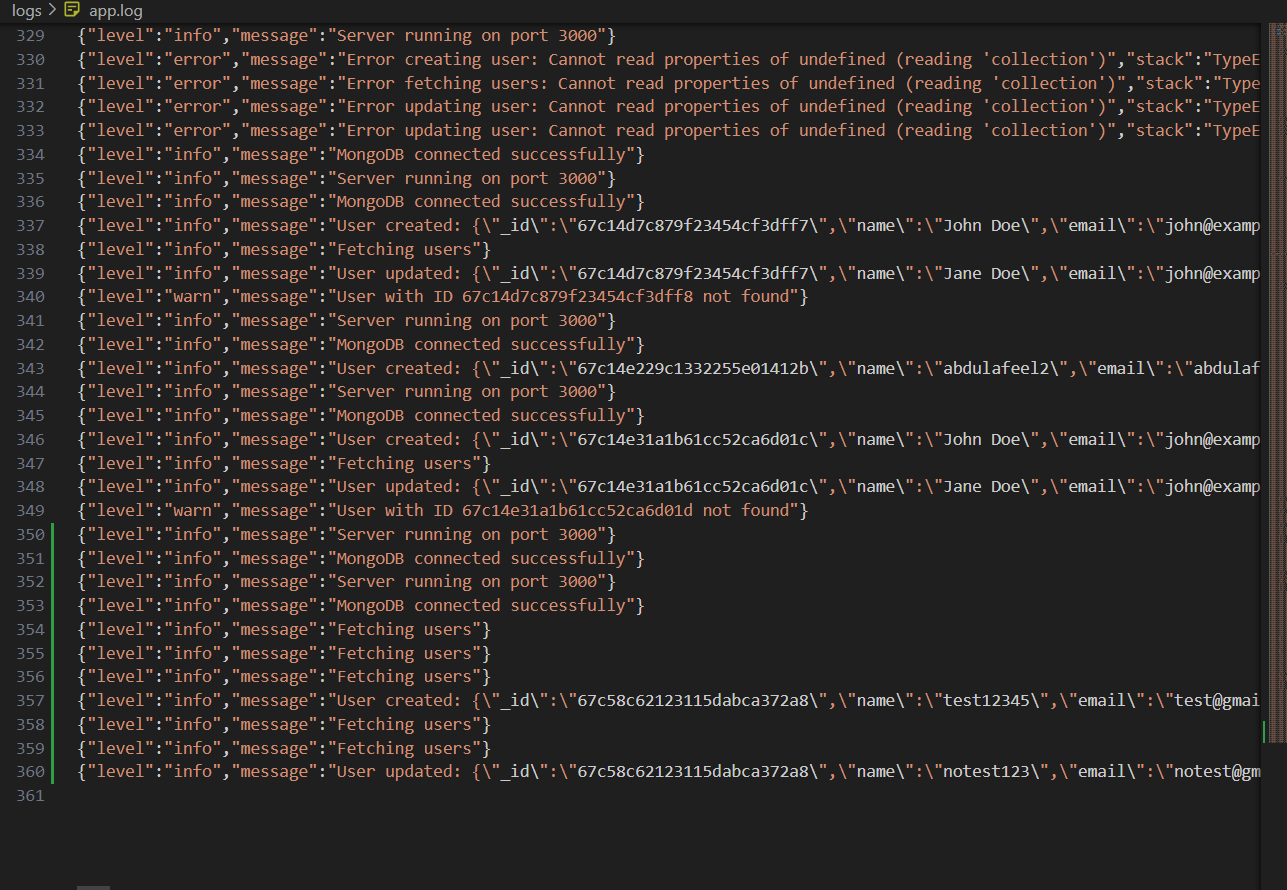 logs > app.log
329 {"level":"info","message":"Server running on port 3000"}
330 {"level":"error","message":"Error creating user: Cannot read properties of undefined (reading 'collection')","stack":"TypeE
331 {"level":"error","message":"Error fetching users: Cannot read properties of undefined (reading 'collection')","stack":"Type
332 {"level":"error","message":"Error updating user: Cannot read properties of undefined (reading 'collection')","stack":"TypeE
333 {"level":"error","message":"Error updating user: Cannot read properties of undefined (reading 'collection')","stack":"TypeE
334 {"level":"info","message":"MongoDB connected successfully"}
335 {"level":"info","message":"Server running on port 3000"}
336 {"level":"info","message":"MongoDB connected successfully"}
337 {"level":"info","message":"User created: {\"_id\":\"67c14d7c879f23454cf3dff7\",\"name\":\"John Doe\",\"email\":\"john@examp
338 {"level":"info","message":"Fetching users"}
339 {"level":"info","message":"User updated: {\"_id\":\"67c14d7c879f23454cf3dff7\",\"name\":\"Jane Doe\",\"email\":\"john@examp
340 {"level":"warn","message":"User with ID 67c14d7c879f23454cf3dff8 not found"}
341 {"level":"info","message":"Server running on port 3000"}
342 {"level":"info","message":"MongoDB connected successfully"}
343 {"level":"info","message":"User created: {\"_id\":\"67c14e229c1332255e01412b\",\"name\":\"abdulafeel2\",\"email\":\"abdulaf
344 {"level":"info","message":"Server running on port 3000"}
345 {"level":"info","message":"MongoDB connected successfully"}
346 {"level":"info","message":"User created: {\"_id\":\"67c14e31a1b61cc52ca6d01c\",\"name\":\"John Doe\",\"email\":\"john@examp
347 {"level":"info","message":"Fetching users"}
348 {"level":"info","message":"User updated: {\"_id\":\"67c14e31a1b61cc52ca6d01c\",\"name\":\"Jane Doe\",\"email\":\"john@examp
349 {"level":"warn","message":"User with ID 67c14e31a1b61cc52ca6d01d not found"}
350 {"level":"info","message":"Server running on port 3000"}
351 {"level":"info","message":"MongoDB connected successfully"}
352 {"level":"info","message":"Server running on port 3000"}
353 {"level":"info","message":"MongoDB connected successfully"}
354 {"level":"info","message":"Fetching users"}
355 {"level":"info","message":"Fetching users"}
356 {"level":"info","message":"Fetching users"}
357 {"level":"info","message":"User created: {\"_id\":\"67c58c62123115dabca372a8\",\"name\":\"test12345\",\"email\":\"test@gmai
358 {"level":"info","message":"Fetching users"}
359 {"level":"info","message":"Fetching users"}
360 {"level":"info","message":"User updated: {\"_id\":\"67c58c62123115dabca372a8\",\"name\":\"notest123\",\"email\":\"notest@gm
361